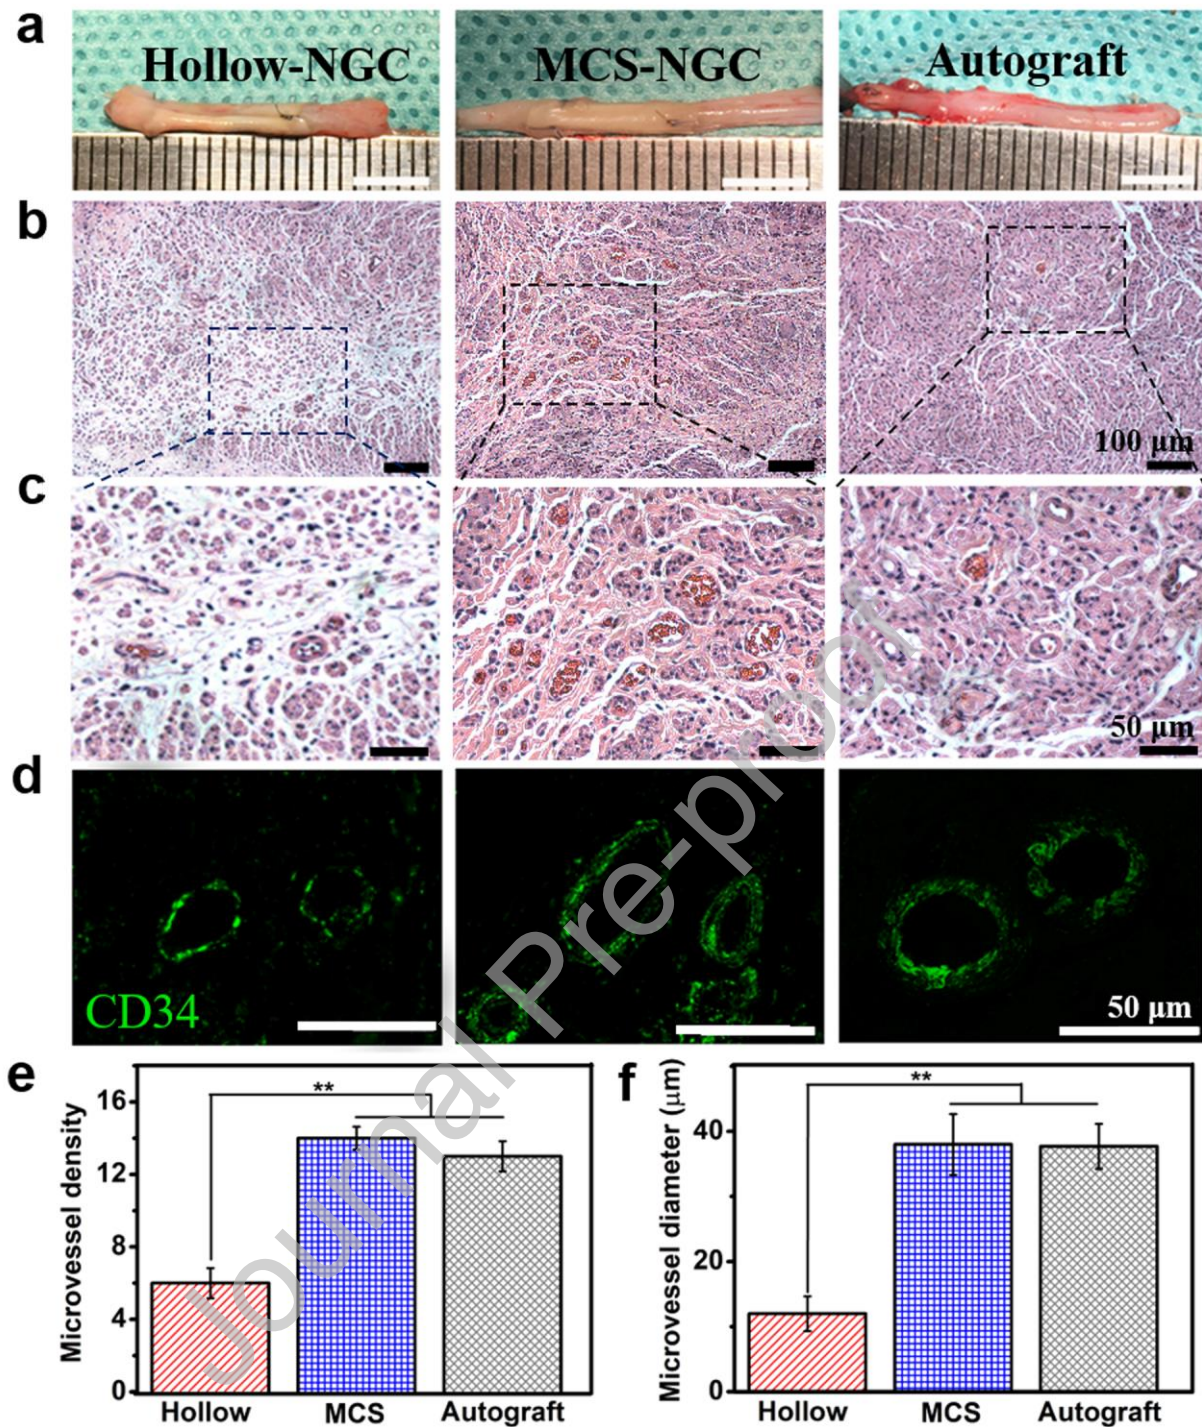 a
Hollow-NGC
MCS-NGC
Autograft
b
100 μm
c
50 μm
d
CD34
50 μm
e
**
Microvessel density
16
12
8
4
0
Hollow
MCS
Autograft
f
**
Microvessel diameter (μm)
40
20
0
Hollow
MCS
Autograft
Journal Pre-proof